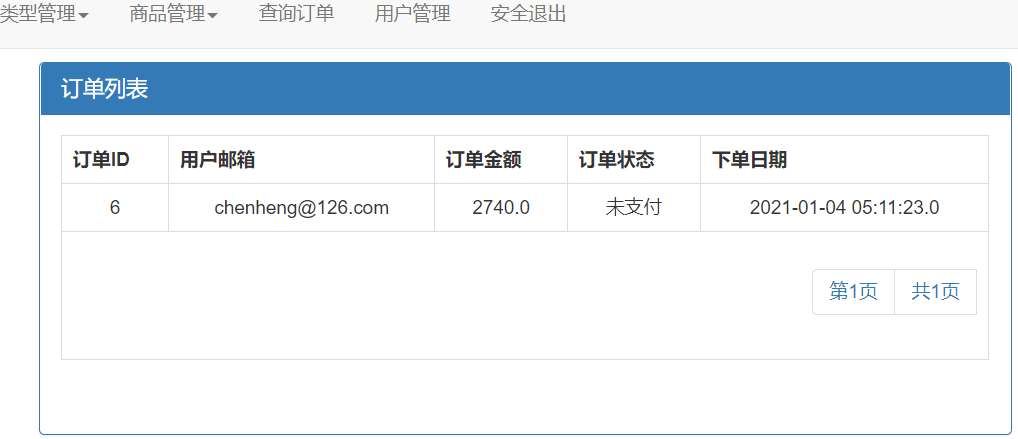 类型管理 商品管理 查询订单 用户管理 安全退出
订单列表
订单ID 用户邮箱 订单金额 订单状态 下单日期
6 chenheng@126.com 2740.0 未支付 2021-01-04 05:11:23.0
第1页 共1页